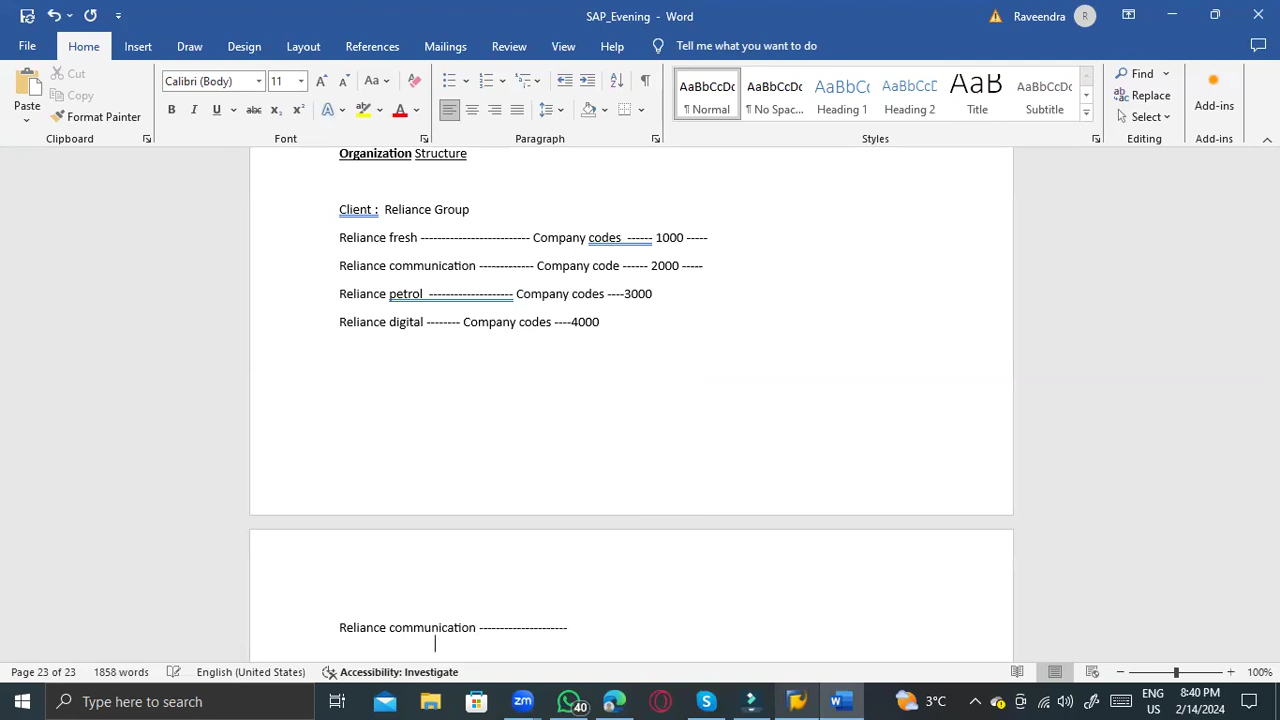 SAP_Evening - Word
Raveendra R
File Home Insert Draw Design Layout References Mailings Review View Help Tell me what you want to do
Paste
Cut
Copy
Format Painter
Clipboard
Calibri (Body) 11
Font
Paragraph
AaBbCcDc AaBbCcDc AaBbCc AaBbCcD AaB AaBbCcD
¶ Normal ¶ No Spac... Heading 1 Heading 2 Title Subtitle
Styles
Find
Replace
Select
Editing
Add-ins
Add-ins
Organization Structure
Client : Reliance Group
Reliance fresh -------------------------- Company codes ------ 1000 -----
Reliance communication ------------- Company code ------ 2000 -----
Reliance petrol -------------------- Company codes ----3000
Reliance digital -------- Company codes ----4000
Reliance communication ---------------------
Page 23 of 23 1858 words English (United States) Accessibility: Investigate 100%
Type here to search
zm
40
3°C
ENG
US
8:40 PM
2/14/2024